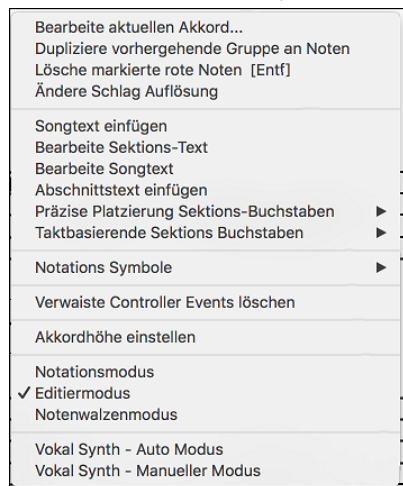 Bearbeite aktuellen Akkord...
Dupliziere vorhergehende Gruppe an Noten
Lösche markierte rote Noten [Entf]
Ändere Schlag Auflösung
Songtext einfügen
Bearbeite Sektions-Text
Bearbeite Songtext
Abschnittstext einfügen
Präzise Platzierung Sektions-Buchstaben
Taktbasierende Sektions Buchstaben
Notations Symbole
Verwaiste Controller Events löschen
Akkordhöhe einstellen
Notationsmodus
✓ Editiermodus
Notenwalzenmodus
Vokal Synth - Auto Modus
Vokal Synth - Manueller Modus